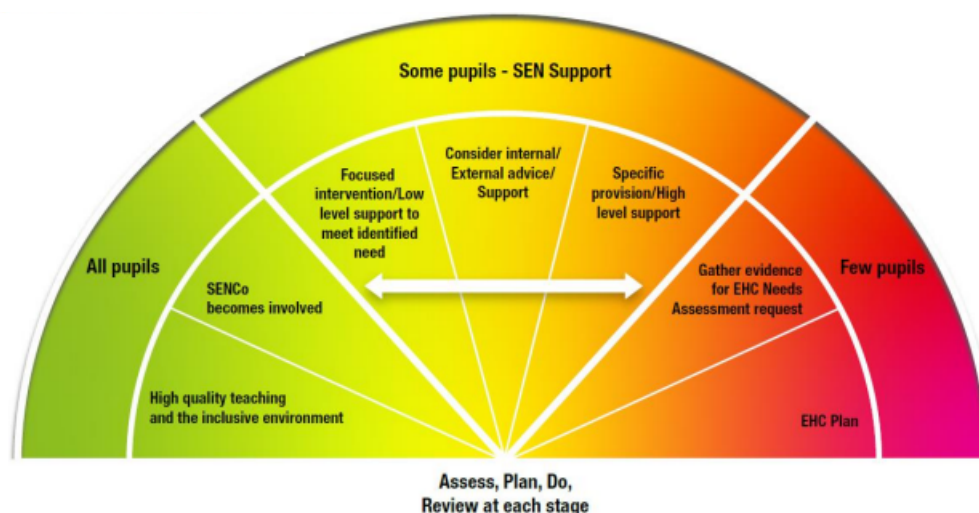 Some pupils - SEN Support
Consider internal/
External advice/
Support
Focused
intervention/Low
level support to
meet identified
need
Specific
provision/High
level support
All pupils
SENCo
becomes involved
Gather evidence
for EHC Needs
Assessment request
Few pupils
High quality teaching
and the inclusive environment
EHC Plan
Assess, Plan, Do,
Review at each stage